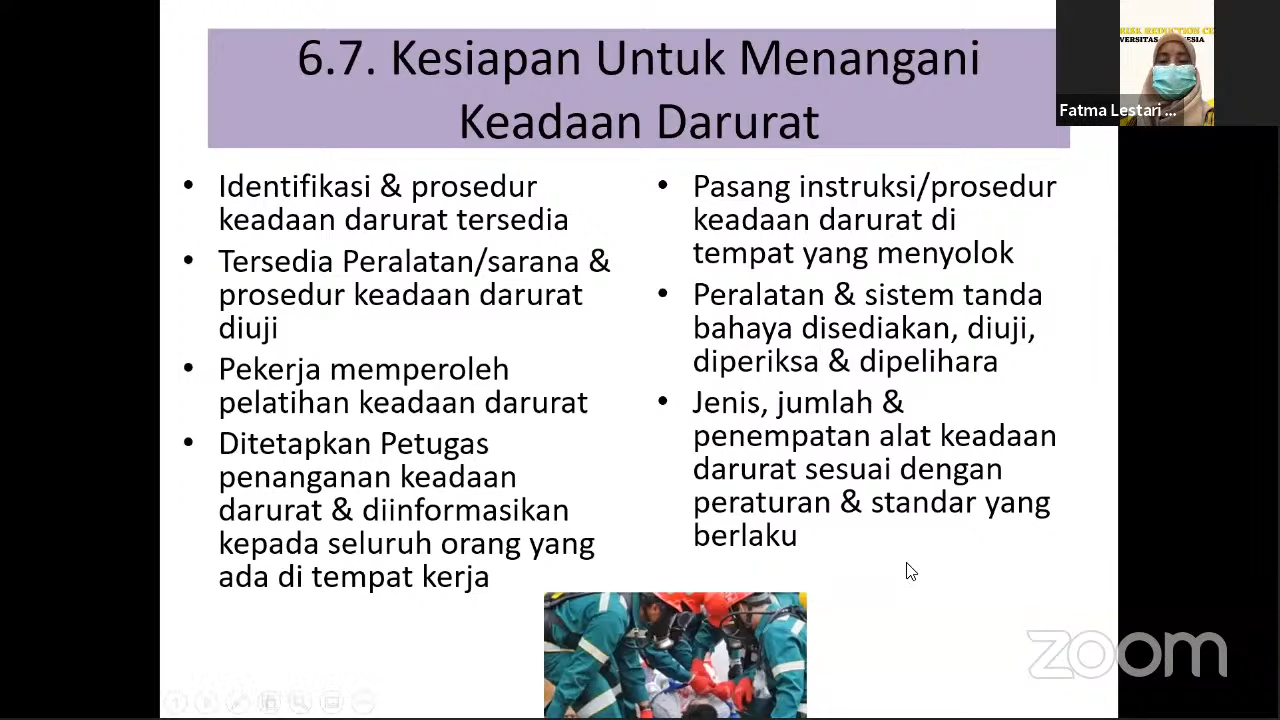 6.7. Kesiapan Untuk Menangani
Keadaan Darurat
• Identifikasi & prosedur
keadaan darurat tersedia
• Tersedia Peralatan/sarana &
prosedur keadaan darurat
diuji
• Pekerja memperoleh
pelatihan keadaan darurat
• Ditetapkan Petugas
penanganan keadaan
darurat & diinformasikan
kepada seluruh orang yang
ada di tempat kerja
• Pasang instruksi/prosedur
keadaan darurat di
tempat yang menyolok
• Peralatan & sistem tanda
bahaya disediakan, diuji,
diperiksa & dipelihara
• Jenis, jumlah &
penempatan alat keadaan
darurat sesuai dengan
peraturan & standar yang
berlaku
RISK REDUCTION CE
Fatma Lestari ...
zoom